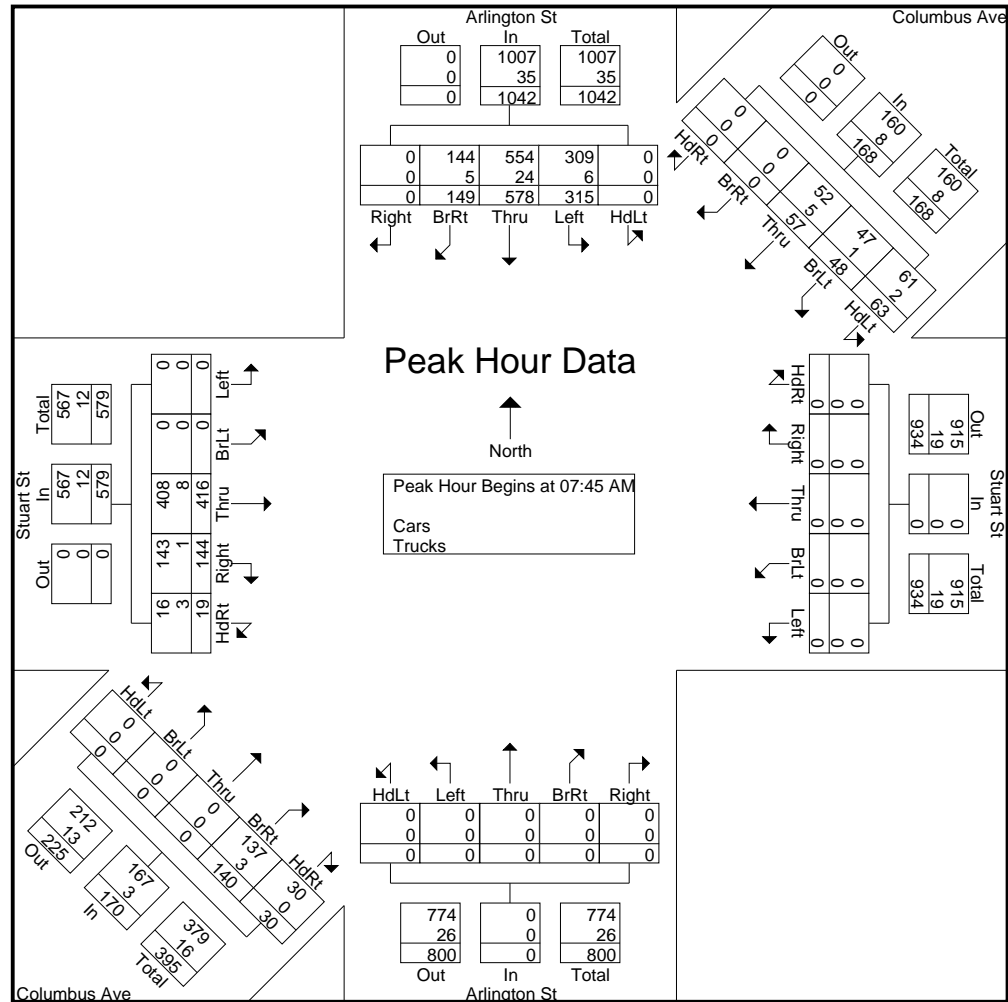 Arlington St
Columbus Ave
Out In Total
0 1007 1007
0 35 35
0 1042 1042
0 144 554 309 0
0 5 24 6 0
0 149 578 315 0
Right BrRt Thru Left HdLt
Out
0
0
0
In
160
8
168
Total
160
8
168
0 0 52 47 61
0 0 5 1 2
0 0 57 48 63
HdRt BrRt Thru BrLt HdLt
Peak Hour Data
North
Peak Hour Begins at 07:45 AM
Cars
Trucks
Stuart St
Total
567
12
579
In
567
12
579
Out
0
0
0
Left
0
0
0
BrLt
0
0
0
Thru
408
8
416
Right
143
1
144
HdRt
16
3
19
Stuart St
Out
915
19
934
In
0
0
0
Total
915
19
934
HdRt
0
0
0
Right
0
0
0
Thru
0
0
0
BrLt
0
0
0
Left
0
0
0
HdLt BrLt Thru BrRt HdRt
0 0 0 137 30
0 0 0 3 0
0 0 0 140 30
212
13
225
Out
167
3
170
In
379
16
395
Total
Columbus Ave
HdLt Left Thru BrRt Right
0 0 0 0 0
0 0 0 0 0
0 0 0 0 0
774 0 774
26 0 26
800 0 800
Out In Total
Arlington St